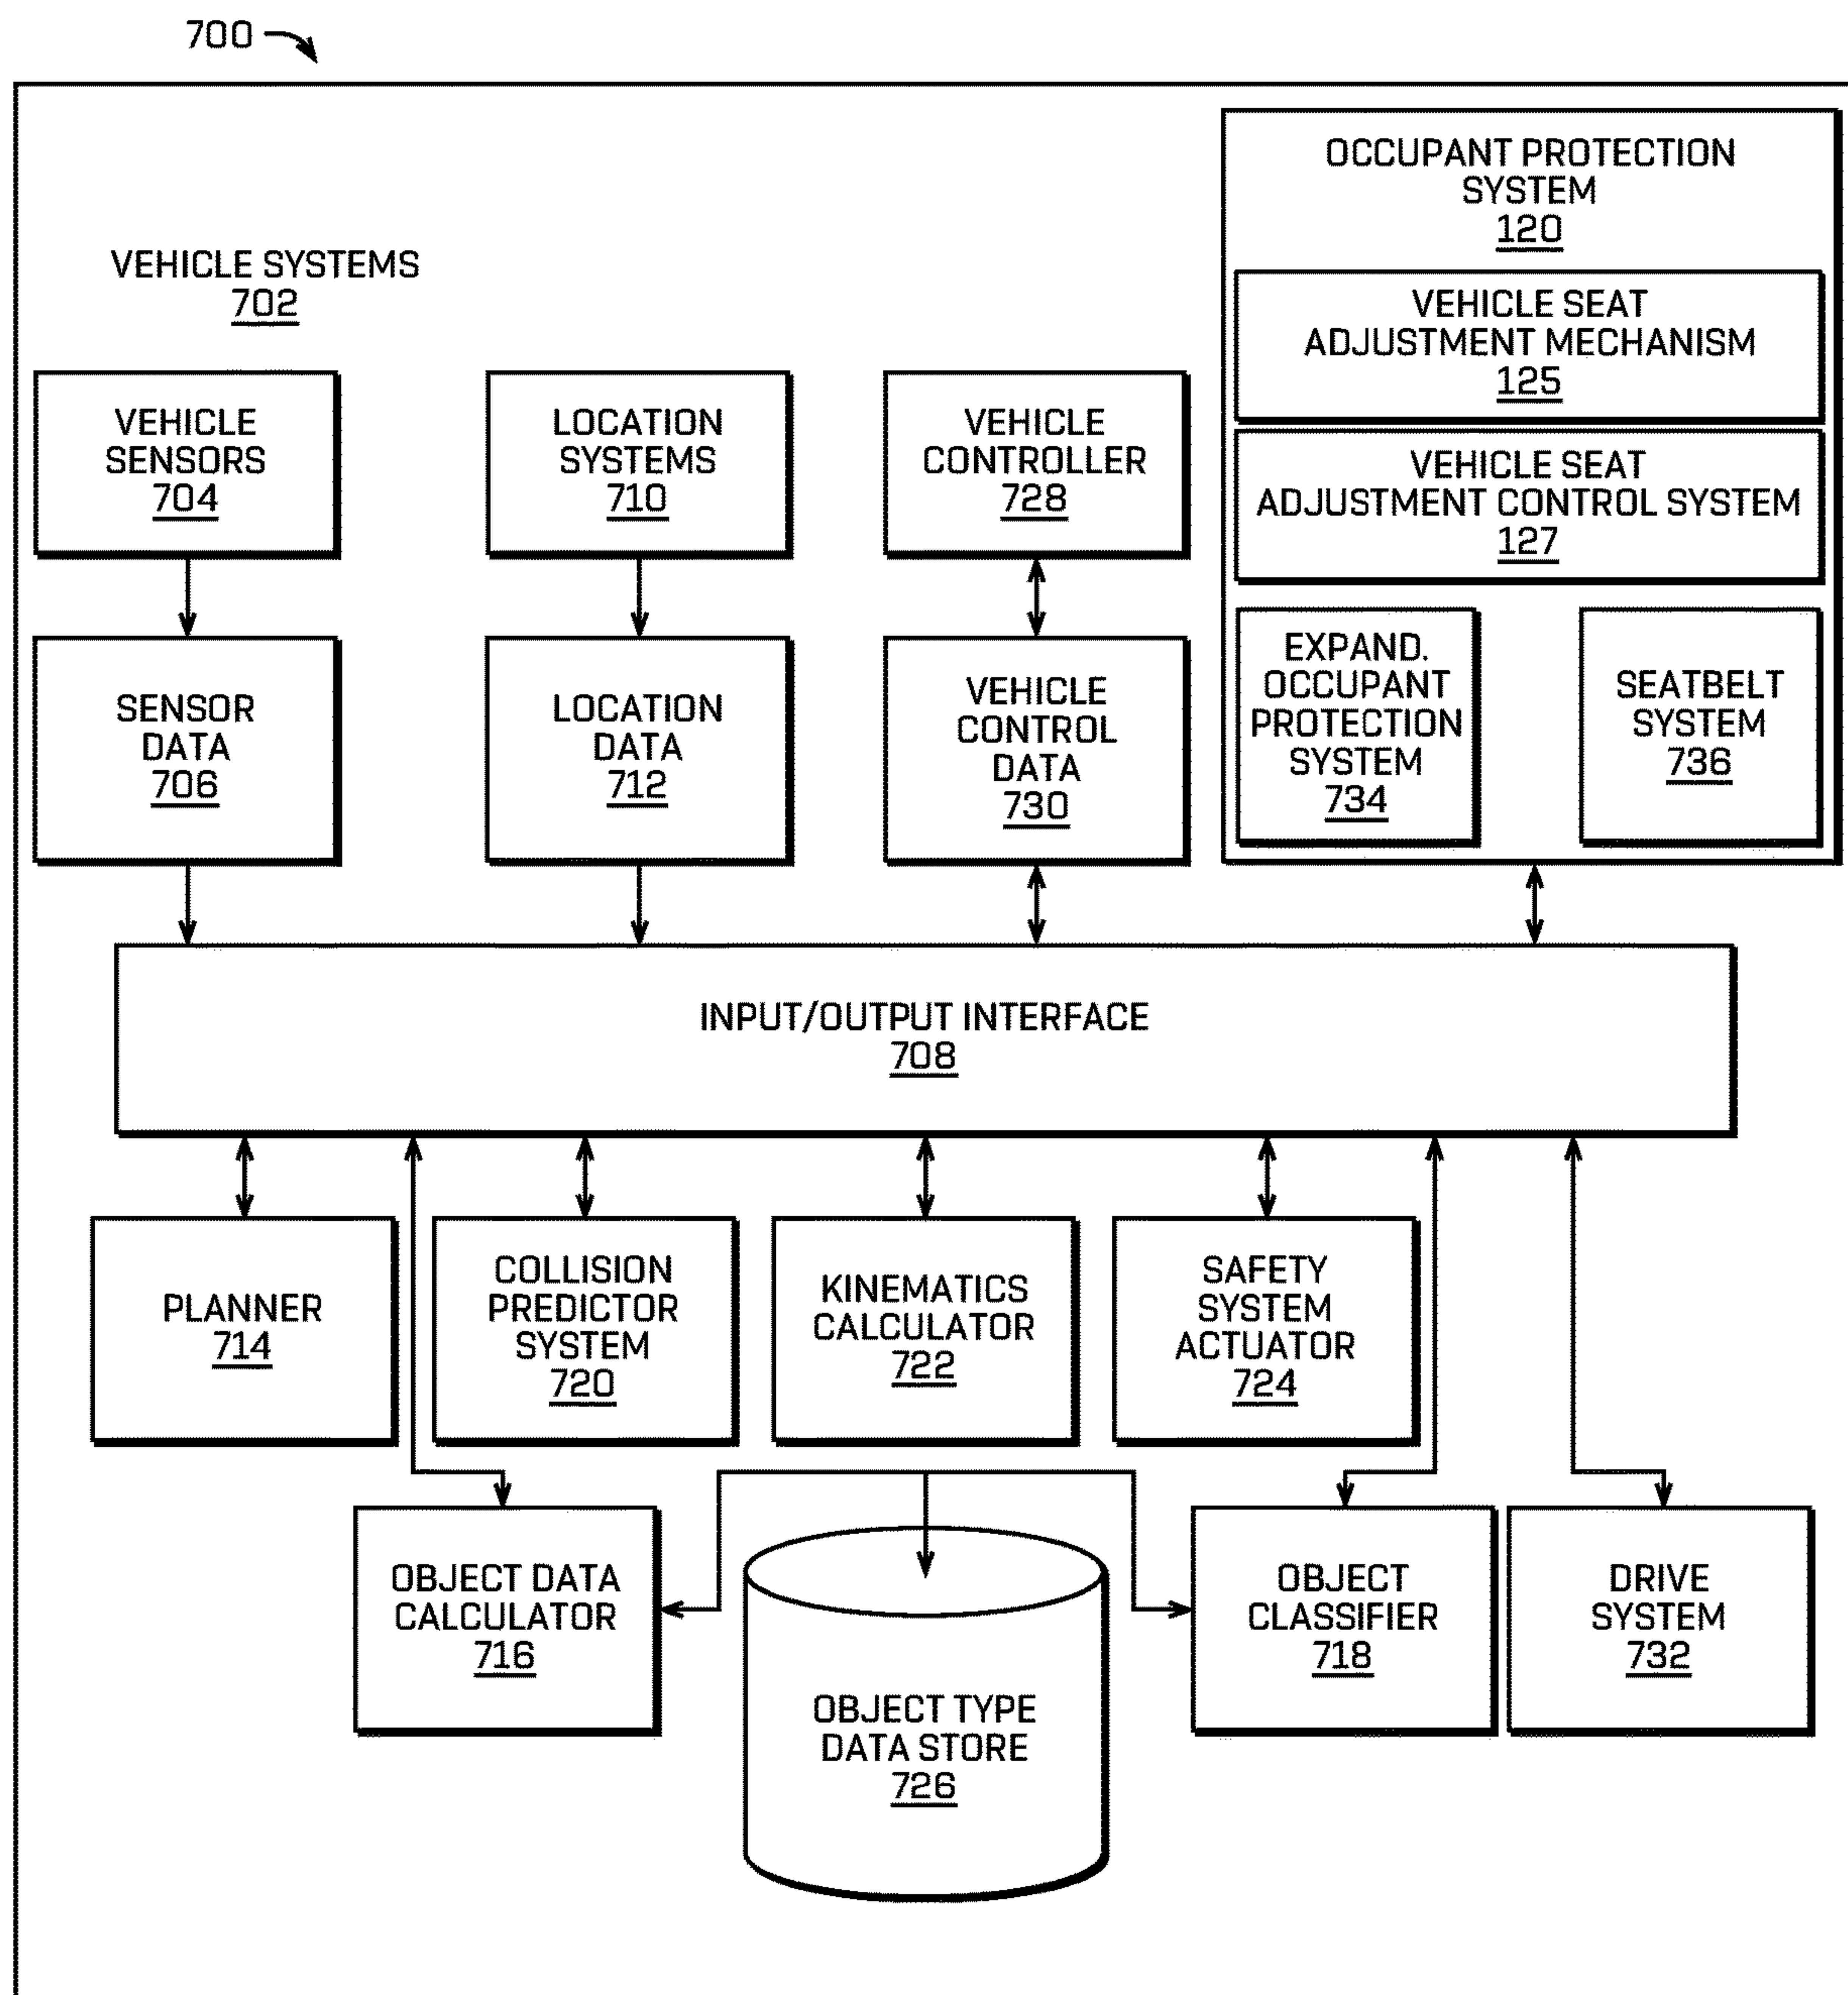 700
OCCUPANT PROTECTION
SYSTEM
120
VEHICLE SYSTEMS
702
VEHICLE SEAT
ADJUSTMENT MECHANISM
125
VEHICLE SEAT
ADJUSTMENT CONTROL SYSTEM
127
EXPAND.
OCCUPANT
PROTECTION
SYSTEM
734
SEATBELT
SYSTEM
736
VEHICLE
SENSORS
704
LOCATION
SYSTEMS
710
VEHICLE
CONTROLLER
728
SENSOR
DATA
706
LOCATION
DATA
712
VEHICLE
CONTROL
DATA
730
INPUT/OUTPUT INTERFACE
708
PLANNER
714
COLLISION
PREDICTOR
SYSTEM
720
KINEMATICS
CALCULATOR
722
SAFETY
SYSTEM
ACTUATOR
724
OBJECT DATA
CALCULATOR
716
OBJECT TYPE
DATA STORE
726
OBJECT
CLASSIFIER
718
DRIVE
SYSTEM
732